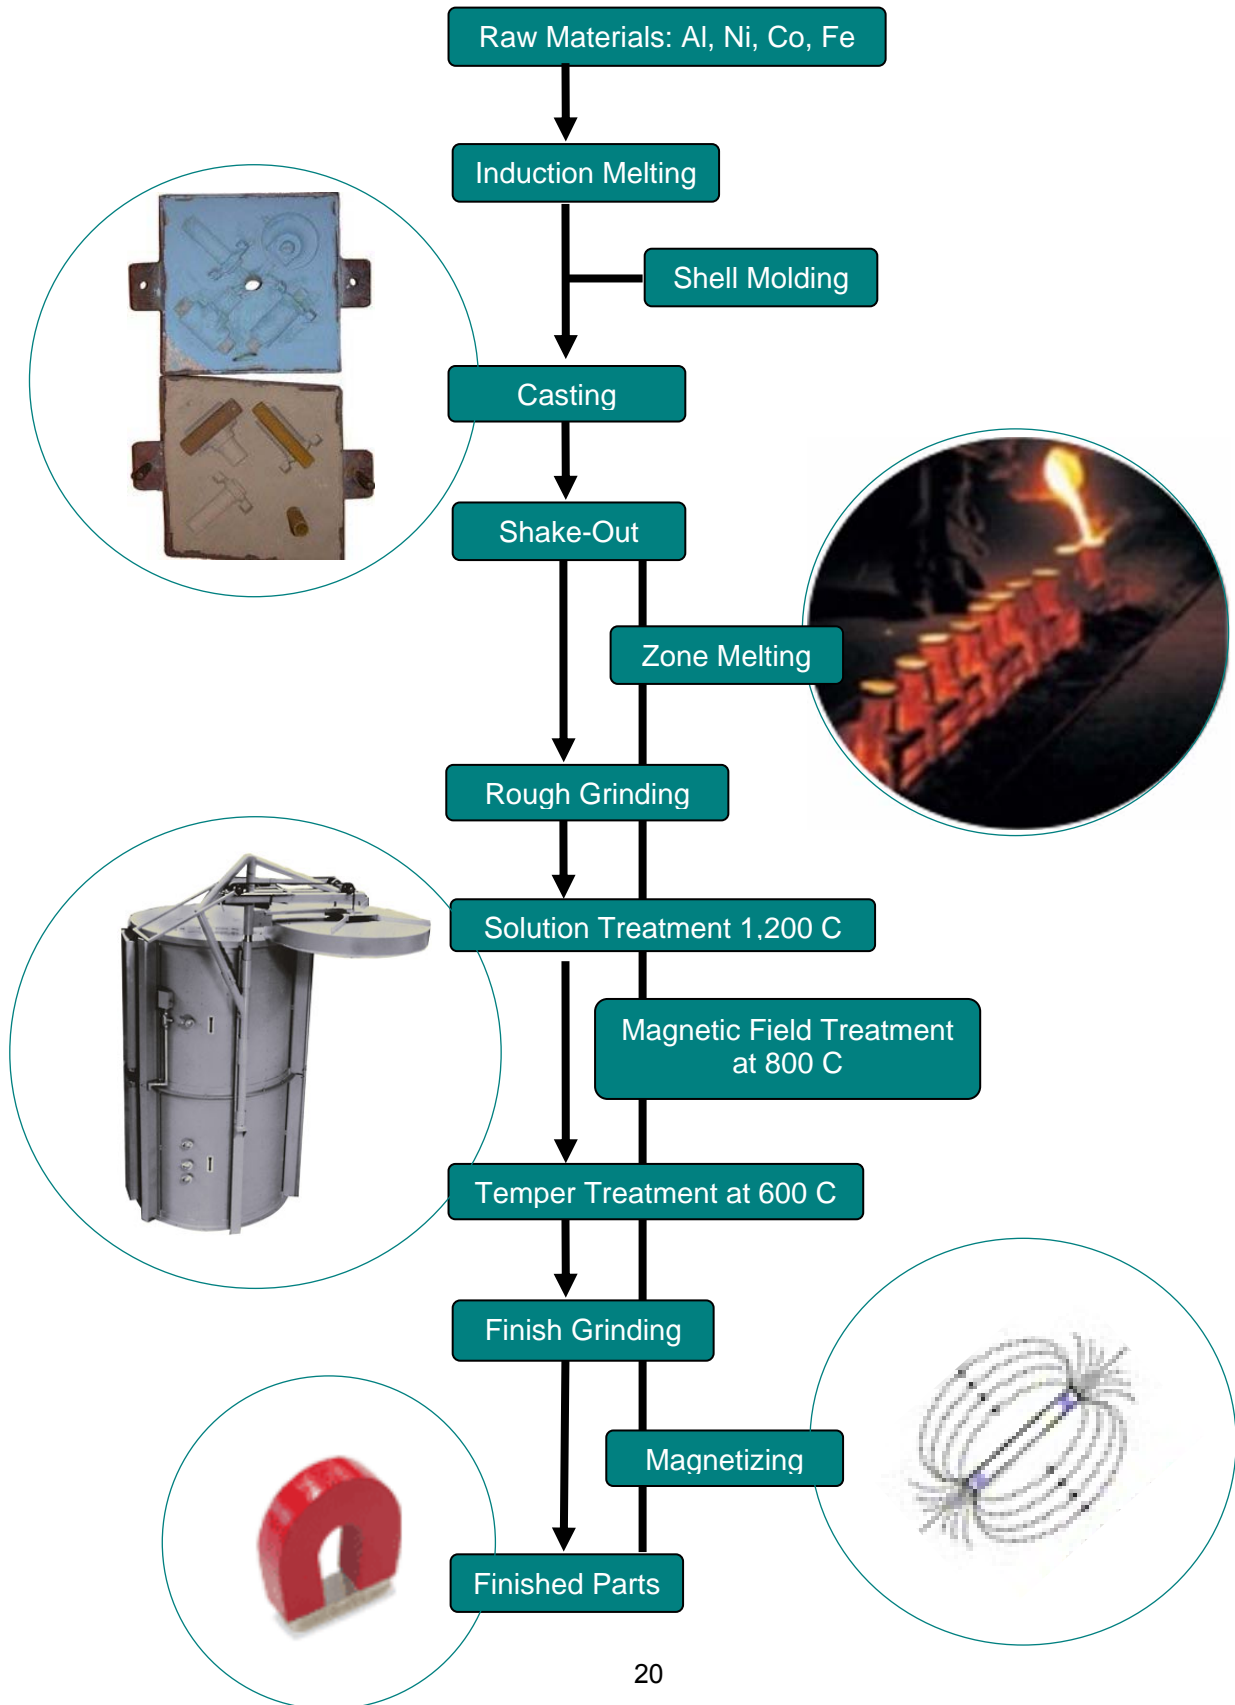 Raw Materials: Al, Ni, Co, Fe
Induction Melting
Shell Molding
Casting
Shake-Out
Zone Melting
Rough Grinding
Solution Treatment 1,200 C
Magnetic Field Treatment
at 800 C
Temper Treatment at 600 C
Finish Grinding
Magnetizing
Finished Parts
20